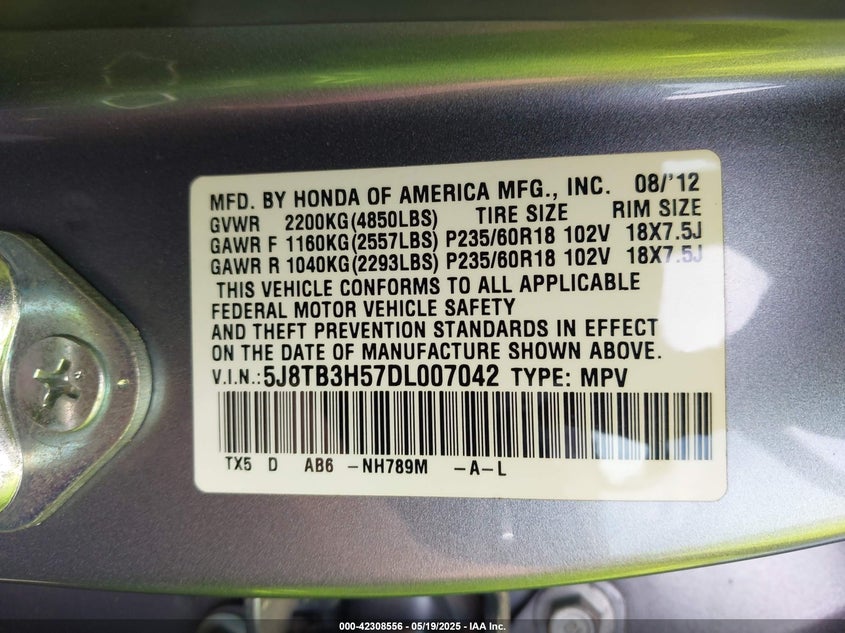 MFD. BY HONDA OF AMERICA MFG., INC. 08/'12
GVWR 2200KG(4850LBS) TIRE SIZE RIM SIZE
GAWR F 1160KG(2557LBS) P235/60R18 102V 18X7.5J
GAWR R 1040KG(2293LBS) P235/60R18 102V 18X7.5J
THIS VEHICLE CONFORMS TO ALL APPLICABLE
FEDERAL MOTOR VEHICLE SAFETY
AND THEFT PREVENTION STANDARDS IN EFFECT
ON THE DATE OF MANUFACTURE SHOWN ABOVE.
V.I.N.:5J8TB3H57DL007042 TYPE: MPV
TX5 D AB6 -NH789M -A-L
000-42308556 - 05/19/2025 - IAA Inc.